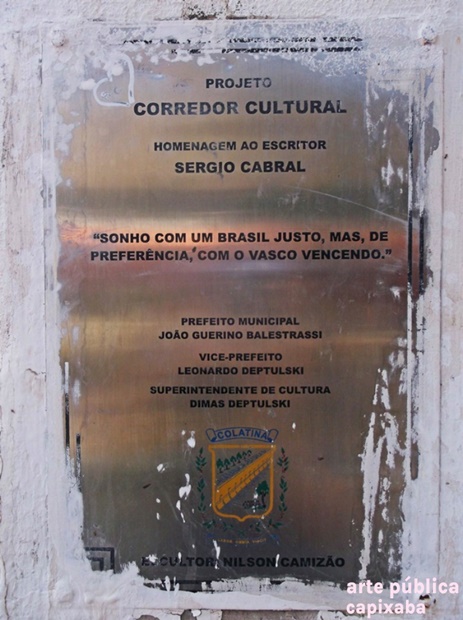 PROJETO
CORREDOR CULTURAL
HOMENAGEM AO ESCRITOR
SERGIO CABRAL
“SONHO COM UM BRASIL JUSTO, MAS, DE
PREFERÊNCIA, COM O VASCO VENCENDO.”
PREFEITO MUNICIPAL
JOÃO GUERINO BALESTRASSI
VICE-PREFEITO
LEONARDO DEPTULSKI
SUPERINTENDENTE DE CULTURA
DIMAS DEPTULSKI
COLATINA
NILSON CAMIZÃO
arte pública
capixaba